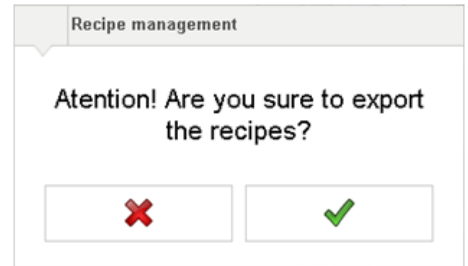 Recipe management
Atention! Are you sure to export
the recipes?